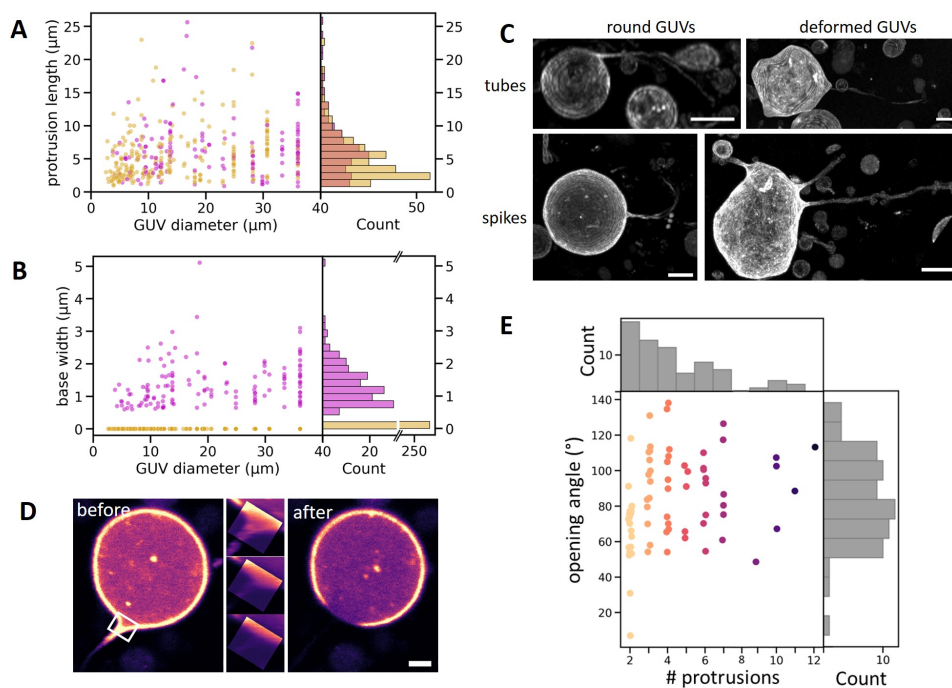 A
protrusion length (µm)
25
20
15
10
5
0
25
20
15
10
5
0
0
10
20
30
40
50
GUV diameter (µm)
Count
B
base width (µm)
5
4
3
2
1
0
5
4
3
2
1
0
0
10
20
30
40
20
250
GUV diameter (µm)
Count
C
round GUVs
deformed GUVs
tubes
spikes
D
before
after
E
Count
10
opening angle (°)
140
120
100
80
60
40
20
2
4
6
8
10
12
10
# protrusions
Count